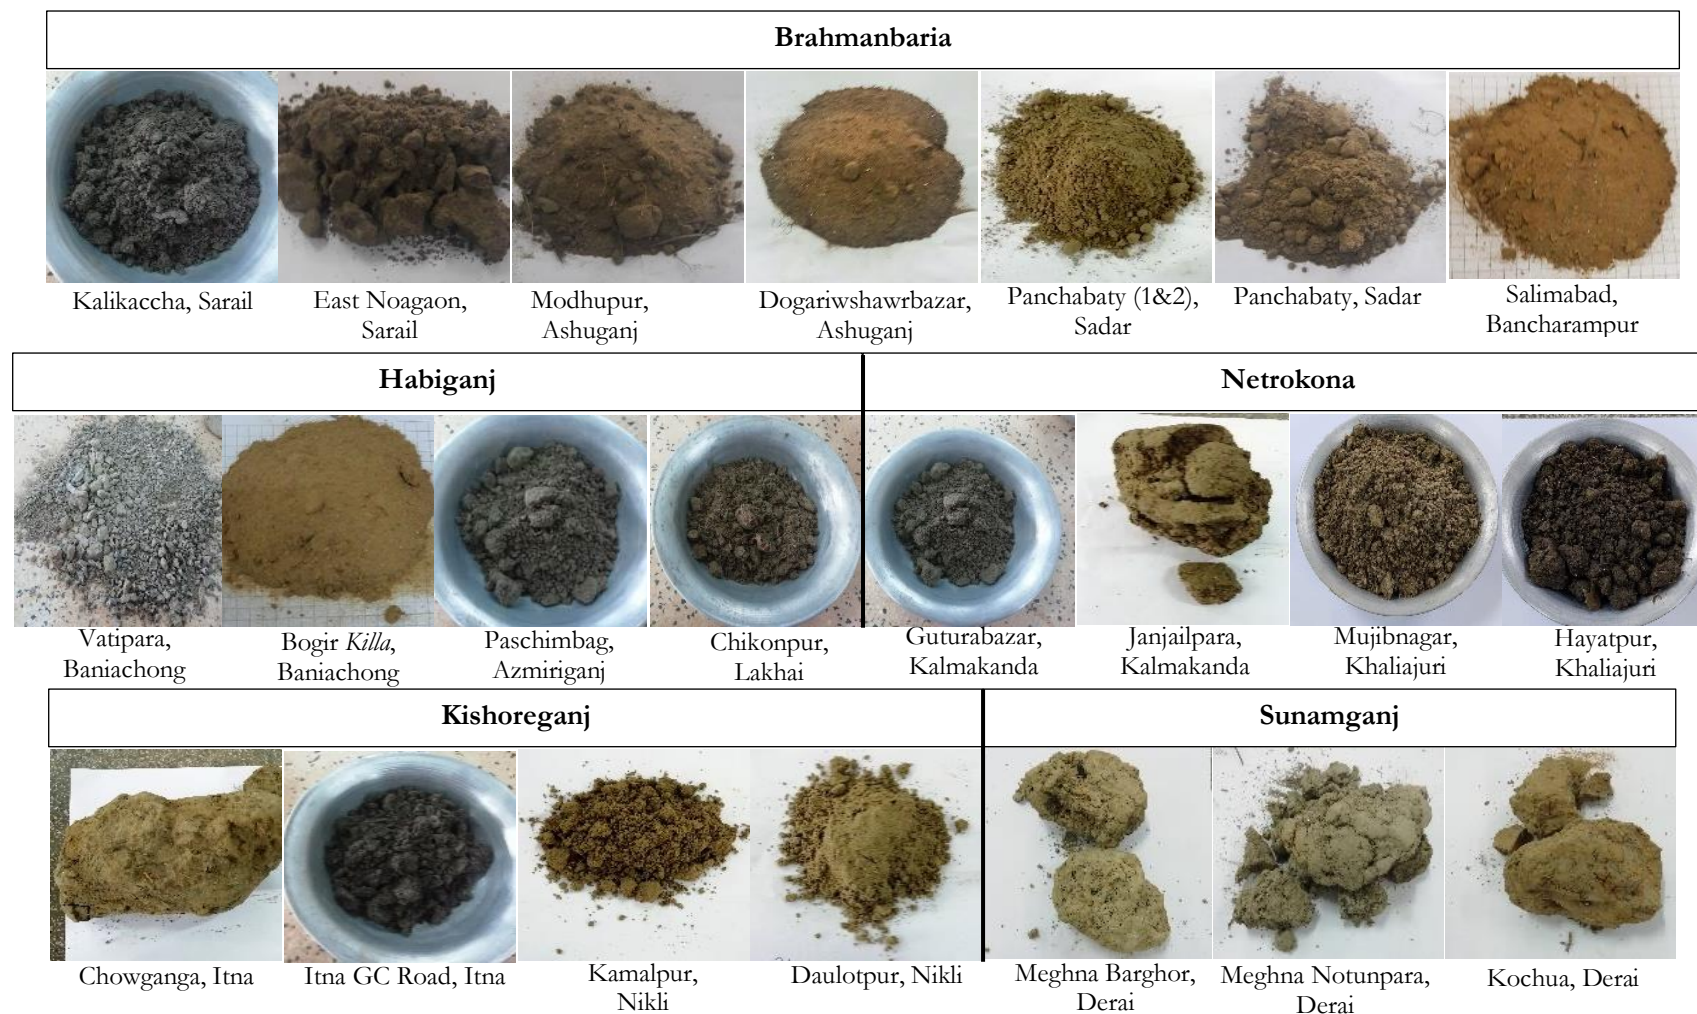 Brahmanbaria
Kalikaccha, Sarail
East Noagaon,
Sarail
Modhupur,
Ashuganj
Dogariwshawrbazar,
Ashuganj
Panchabaty (1&2),
Sadar
Panchabaty, Sadar
Salimabad,
Bancharampur
Habiganj
Netrokona
Vatipara,
Baniachong
Bogir Killa,
Baniachong
Paschimbag,
Azmiriganj
Chikonpur,
Lakhai
Guturabazar,
Kalmakanda
Janjailpara,
Kalmakanda
Mujibnagar,
Khaliajuri
Hayatpur,
Khaliajuri
Kishoreganj
Sunamganj
Chowganga, Itna
Itna GC Road, Itna
Kamalpur,
Nikli
Daulotpur, Nikli
Meghna Barghor,
Derai
Meghna Notunpara,
Derai
Kochua, Derai